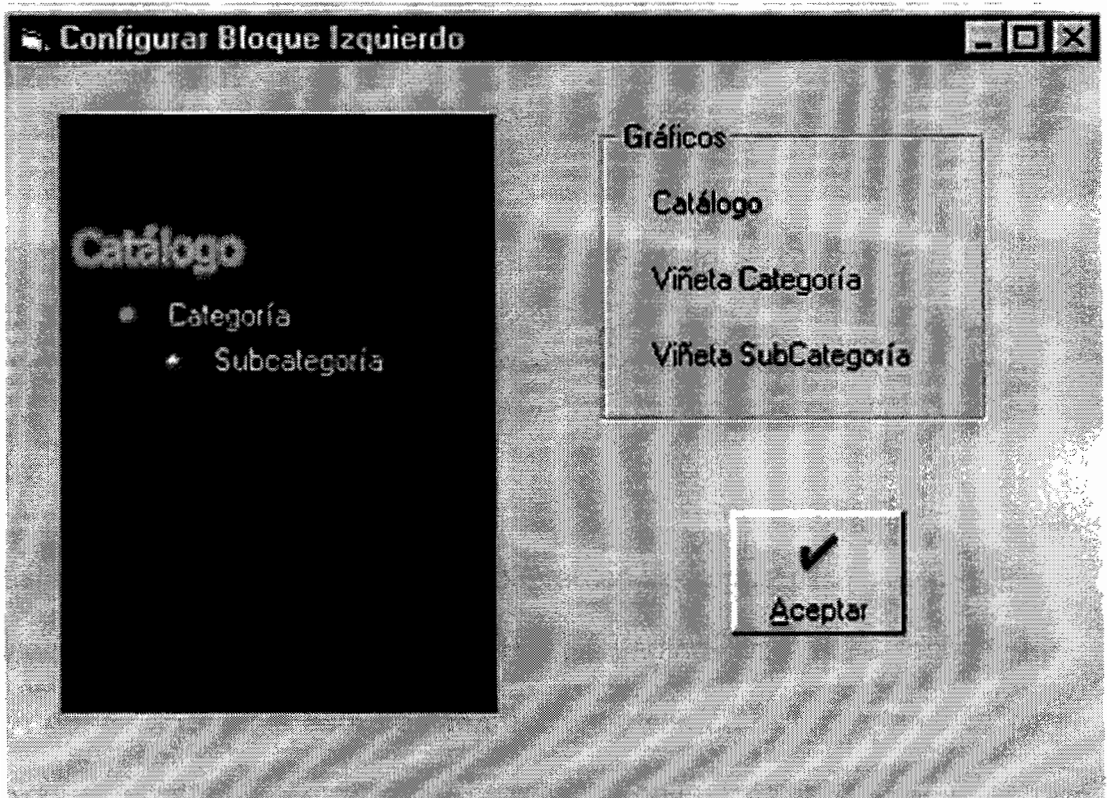 Configurar Bloque Izquierdo
Catálogo
Categoría
Subcategoría
Gráficos
Catálogo
Viñeta Categoría
Viñeta SubCategoría
Aceptar